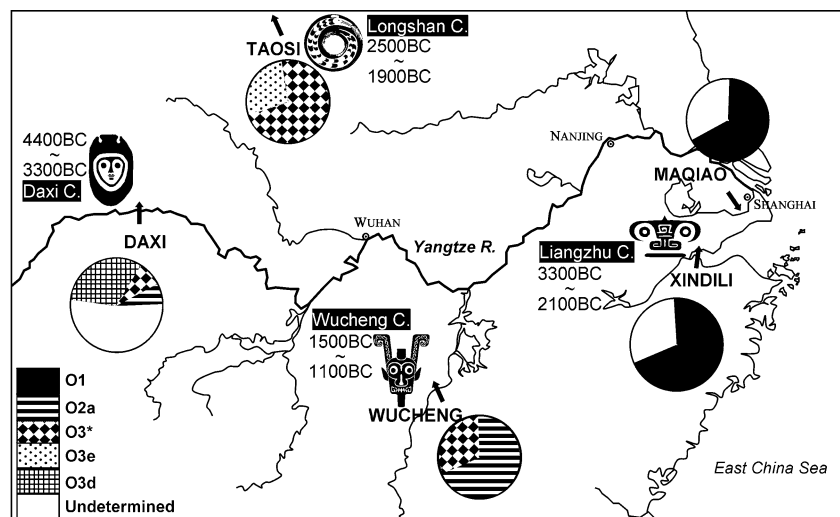 Longshan C.
TAOSI
2500BC
~
1900BC
4400BC
~
3300BC
Daxi C.
NANJING
MAQIAO
SHANGHAI
DAXI
WUHAN
Yangtze R.
Liangzhu C.
3300BC
~
2100BC
XINDILI
Wucheng C.
1500BC
~
1100BC
WUCHENG
O1
O2a
O3*
O3e
O3d
Undetermined
East China Sea